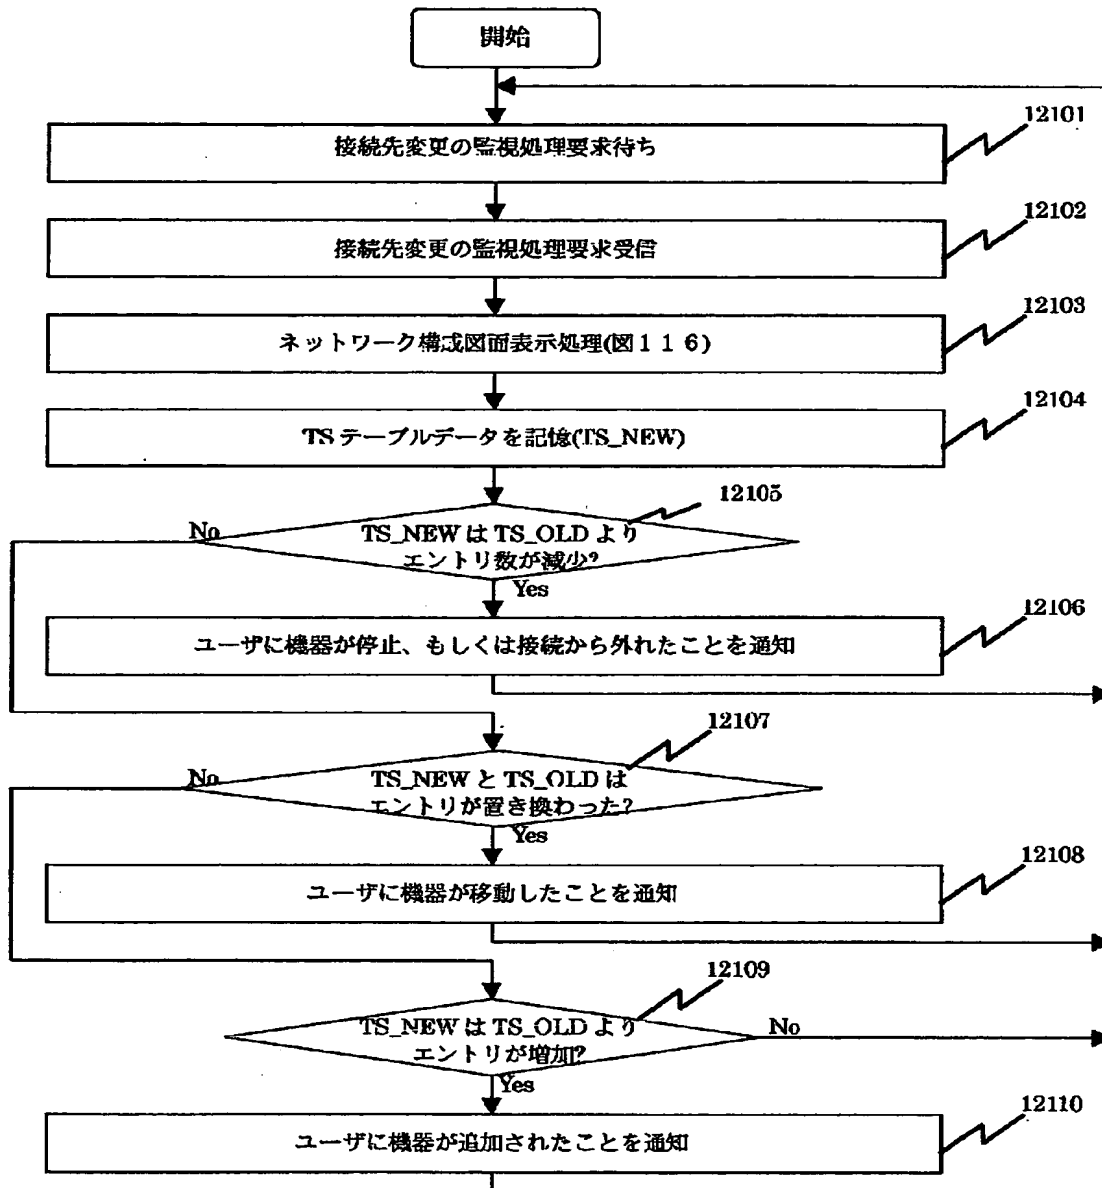 開始
12101
接続先変更の監視処理要求待ち
12102
接続先変更の監視処理要求受信
12103
ネットワーク構成図面表示処理(図116)
12104
TSテーブルデータを記憶(TS_NEW)
12105
No
TS_NEWはTS_OLDより
エントリ数が減少?
Yes
12106
ユーザに機器が停止、もしくは接続から外れたことを通知
12107
No
TS_NEWとTS_OLDは
エントリが置き換わった?
Yes
12108
ユーザに機器が移動したことを通知
12109
TS_NEWはTS_OLDより
No
エントリが増加?
Yes
12110
ユーザに機器が追加されたことを通知